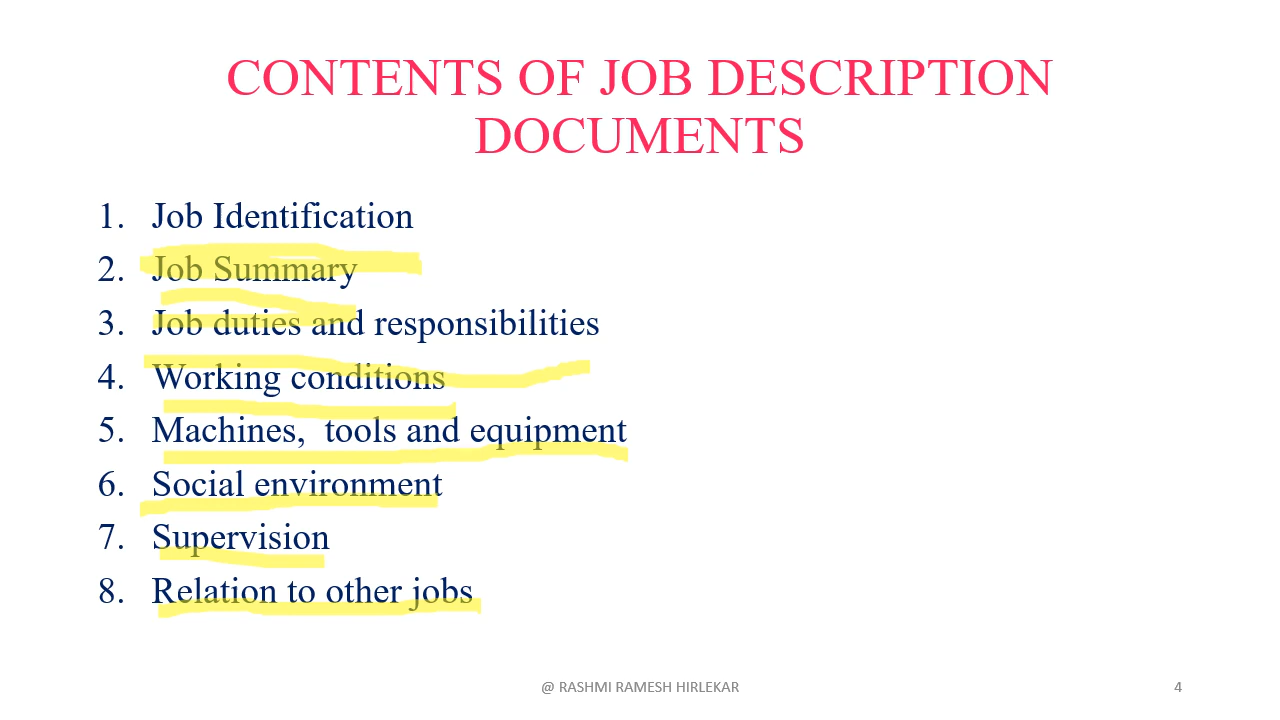 CONTENTS OF JOB DESCRIPTION
DOCUMENTS
1. Job Identification
2. Job Summary
3. Job duties and responsibilities
4. Working conditions
5. Machines,  tools and equipment
6. Social environment
7. Supervision
8. Relation to other jobs
@ RASHMI RAMESH HIRLEKAR
4